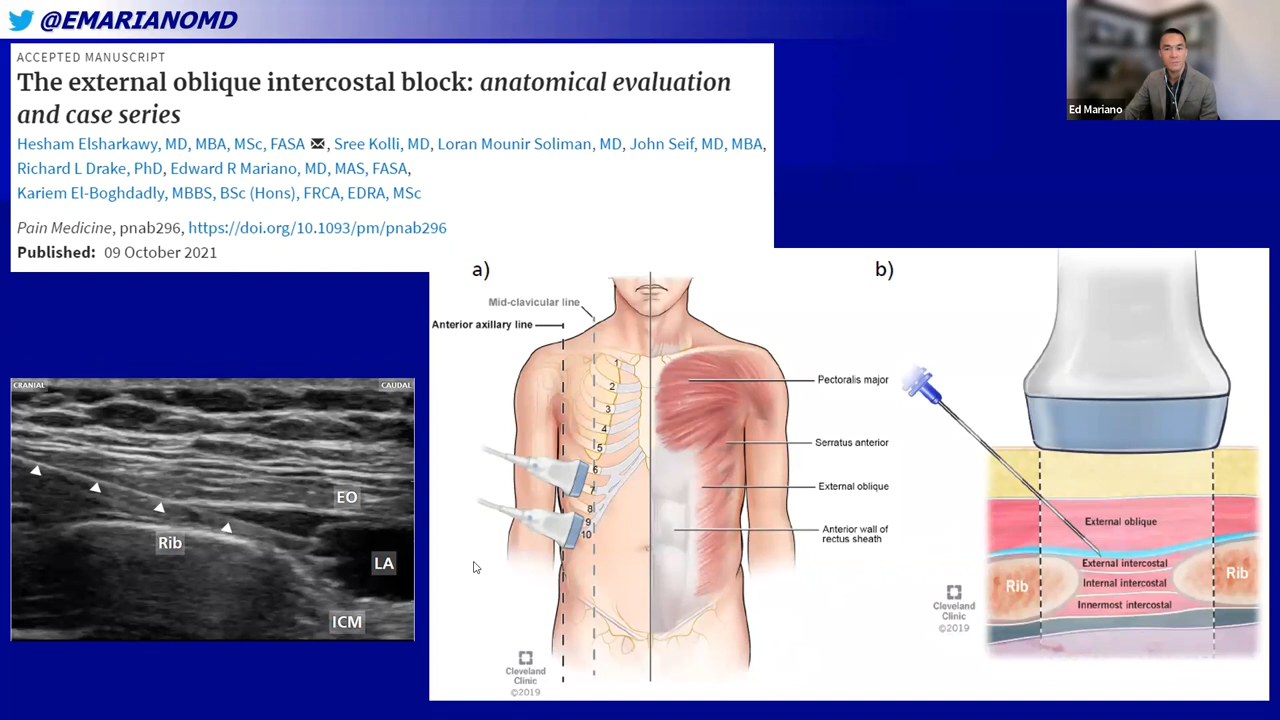 @EMARIANOMD
ACCEPTED MANUSCRIPT
The external oblique intercostal block: anatomical evaluation
and case series
Hesham Elsharkawy, MD, MBA, MSc, FASA ✉, Sree Kolli, MD, Loran Mounir Soliman, MD, John Seif, MD, MBA,
Richard L Drake, PhD, Edward R Mariano, MD, MAS, FASA,
Kariem El-Boghdadly, MBBS, BSc (Hons), FRCA, EDRA, MSc
Pain Medicine, pnab296, https://doi.org/10.1093/pm/pnab296
Published: 09 October 2021
Ed Mariano
CRANIAL
CAUDAL
EO
Rib
LA
ICM
a)
Mid-clavicular line
Anterior axillary line
1
2
3
4
5
6
7
8
9
10
Pectoralis major
Serratus anterior
External oblique
Anterior wall of
rectus sheath
Cleveland
Clinic
©2019
b)
External oblique
External intercostal
Internal intercostal
Innermost intercostal
Rib
Rib
Cleveland
Clinic
©2019